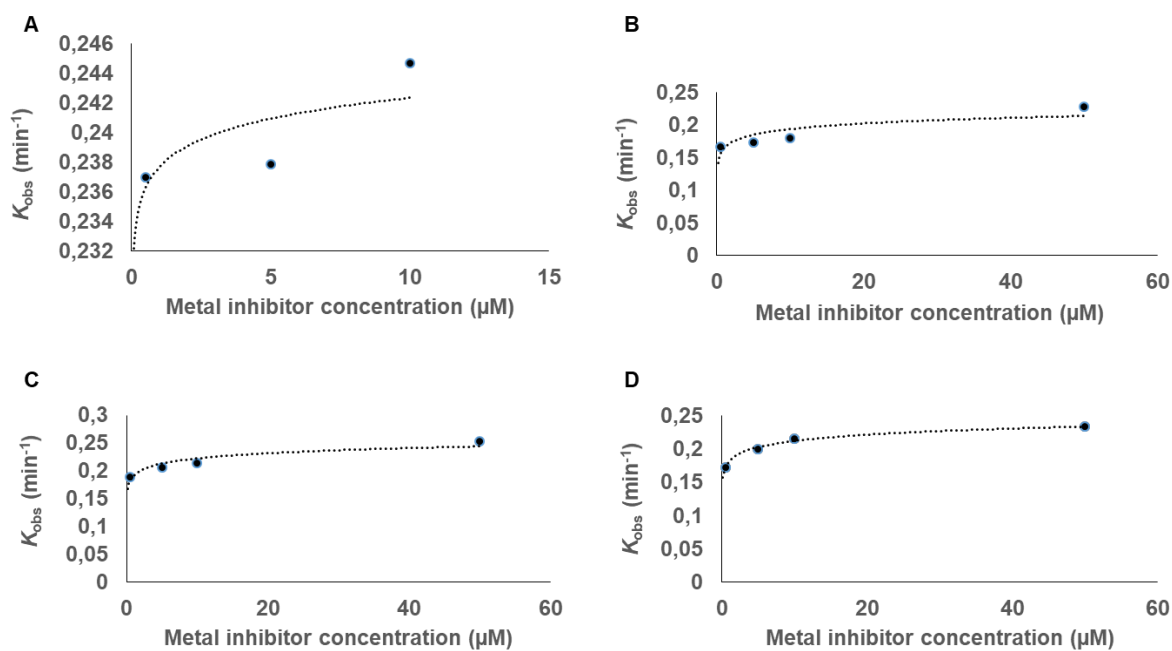 A
0,246
0,244
0,242
0,24
0,238
0,236
0,234
0,232
Kobs (min-1)
0 5 10 15
Metal inhibitor concentration (µM)
B
0,25
0,2
0,15
0,1
0,05
0
Kobs (min-1)
0 20 40 60
Metal inhibitor concentration (µM)
C
0,3
0,25
0,2
0,15
0,1
0,05
0
Kobs (min-1)
0 20 40 60
Metal inhibitor concentration (µM)
D
0,25
0,2
0,15
0,1
0,05
0
Kobs (min-1)
0 20 40 60
Metal inhibitor concentration (µM)